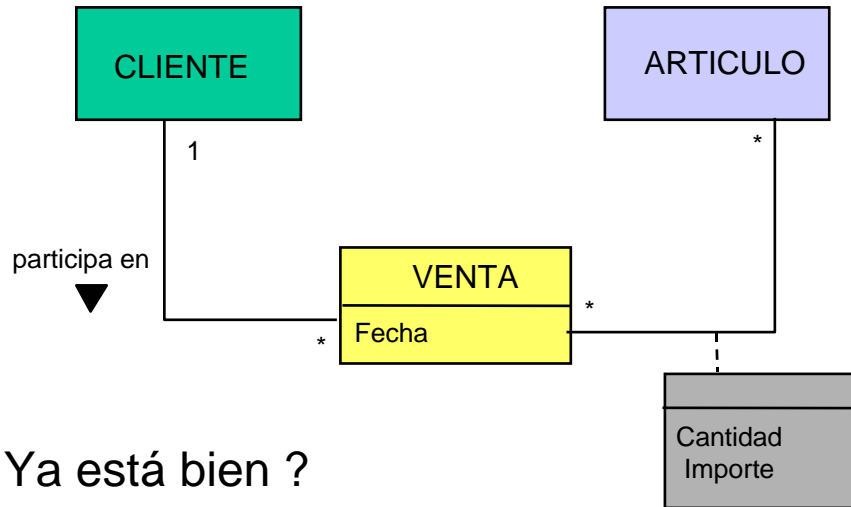 CLIENTE
ARTICULO
1
*
participa en
VENTA
*
*
Fecha
Cantidad
Importe
Ya está bien ?